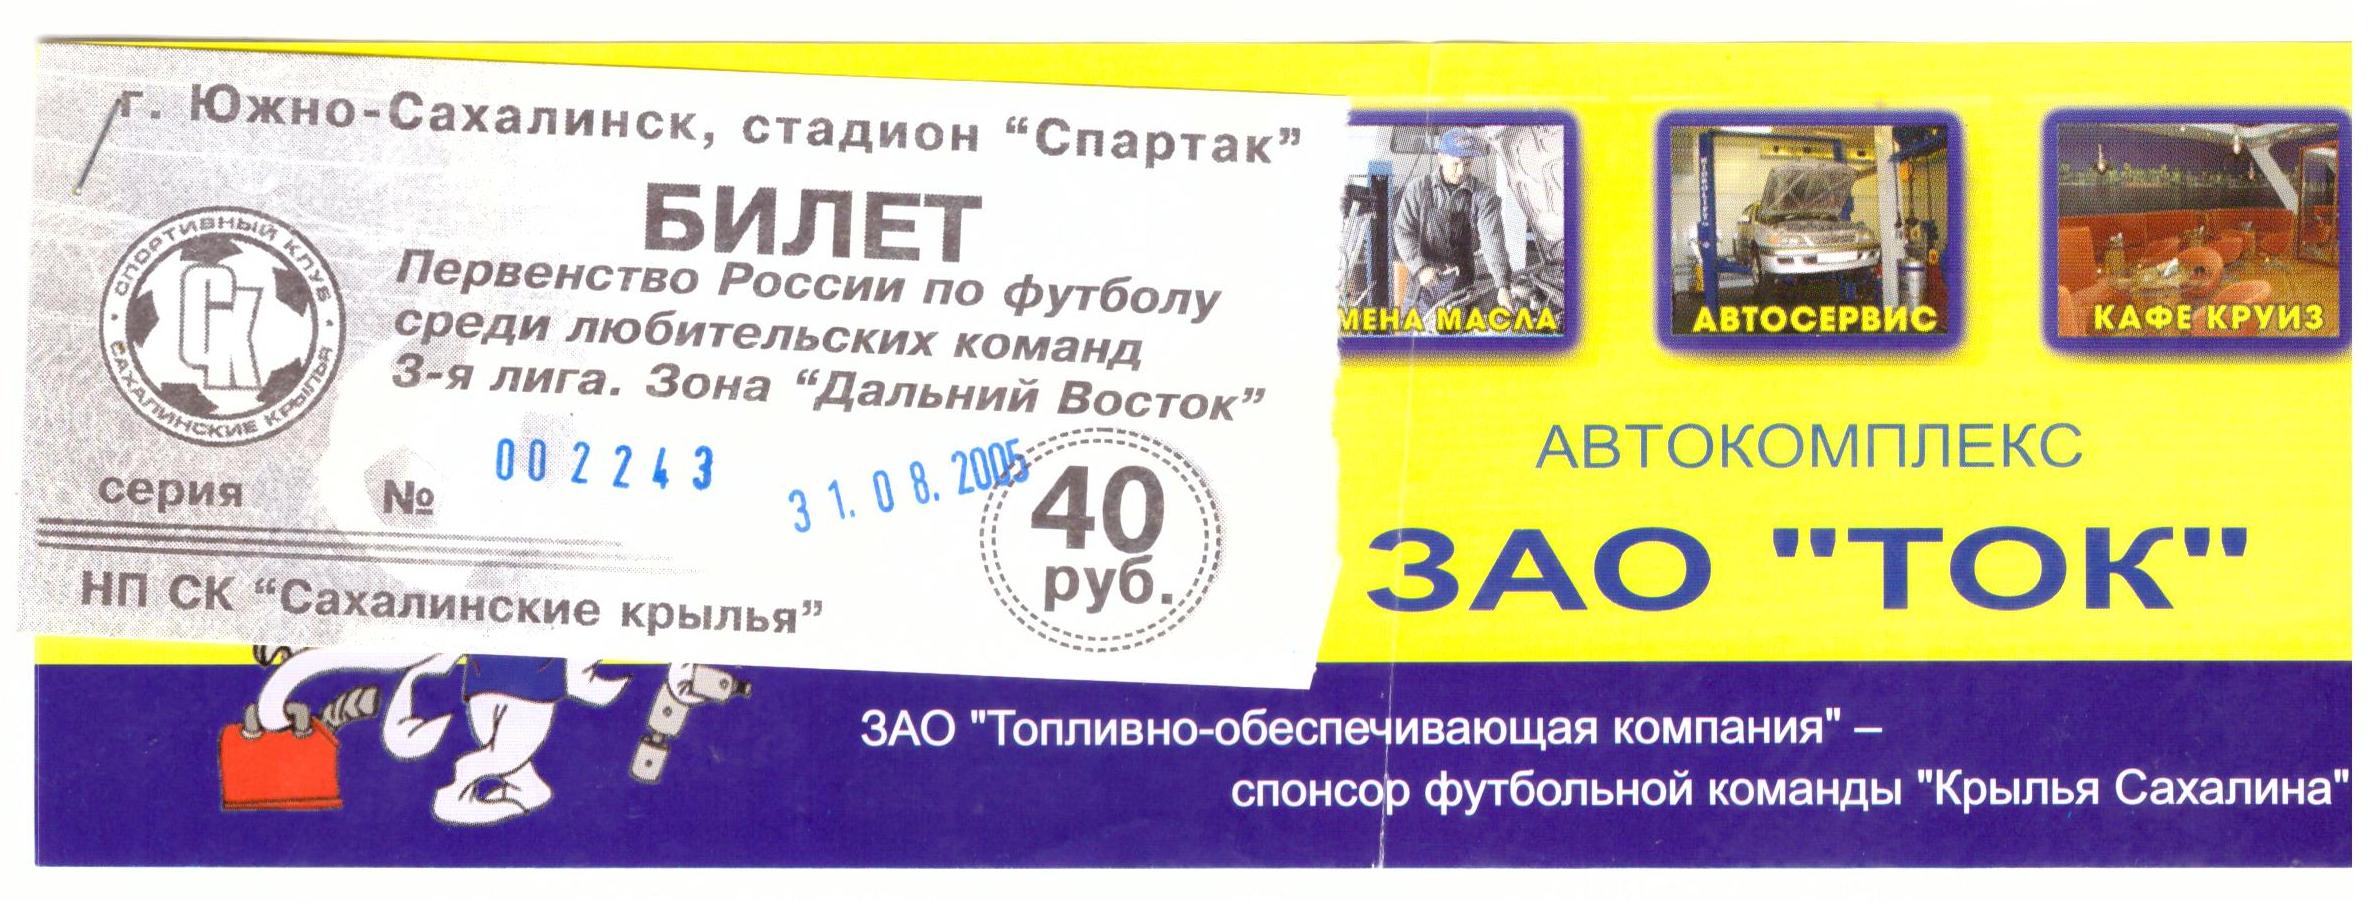 г. Южно-Сахалинск, стадион “Спартак”
БИЛЕТ
Первенство России по футболу
среди любительских команд
3-я лига. Зона “Дальний Восток”
СПОРТИВНЫЙ КЛУБ
СК
САХАЛИНСКИЕ КРЫЛЬЯ
серия № 002243 31.08.2005
40
руб.
НП СК “Сахалинские крылья”
МЕНА МАСЛА
АВТОСЕРВИС
КАФЕ КРУИЗ
АВТОКОМПЛЕКС
ЗАО "ТОК"
ЗАО "Топливно-обеспечивающая компания" –
спонсор футбольной команды "Крылья Сахалина"